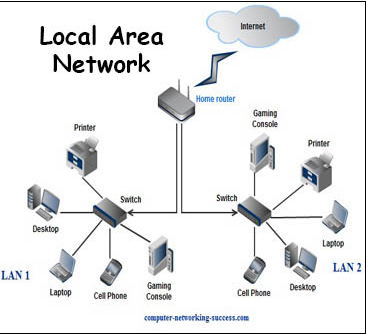 Local Area
Network
Internet
Home router
Gaming
Console
Printer
Printer
Switch
Switch
Desktop
Laptop
LAN 1
LAN 2
Laptop
Cell Phone
Gaming
Console
Cell Phone
Desktop
computer-networking-success.com